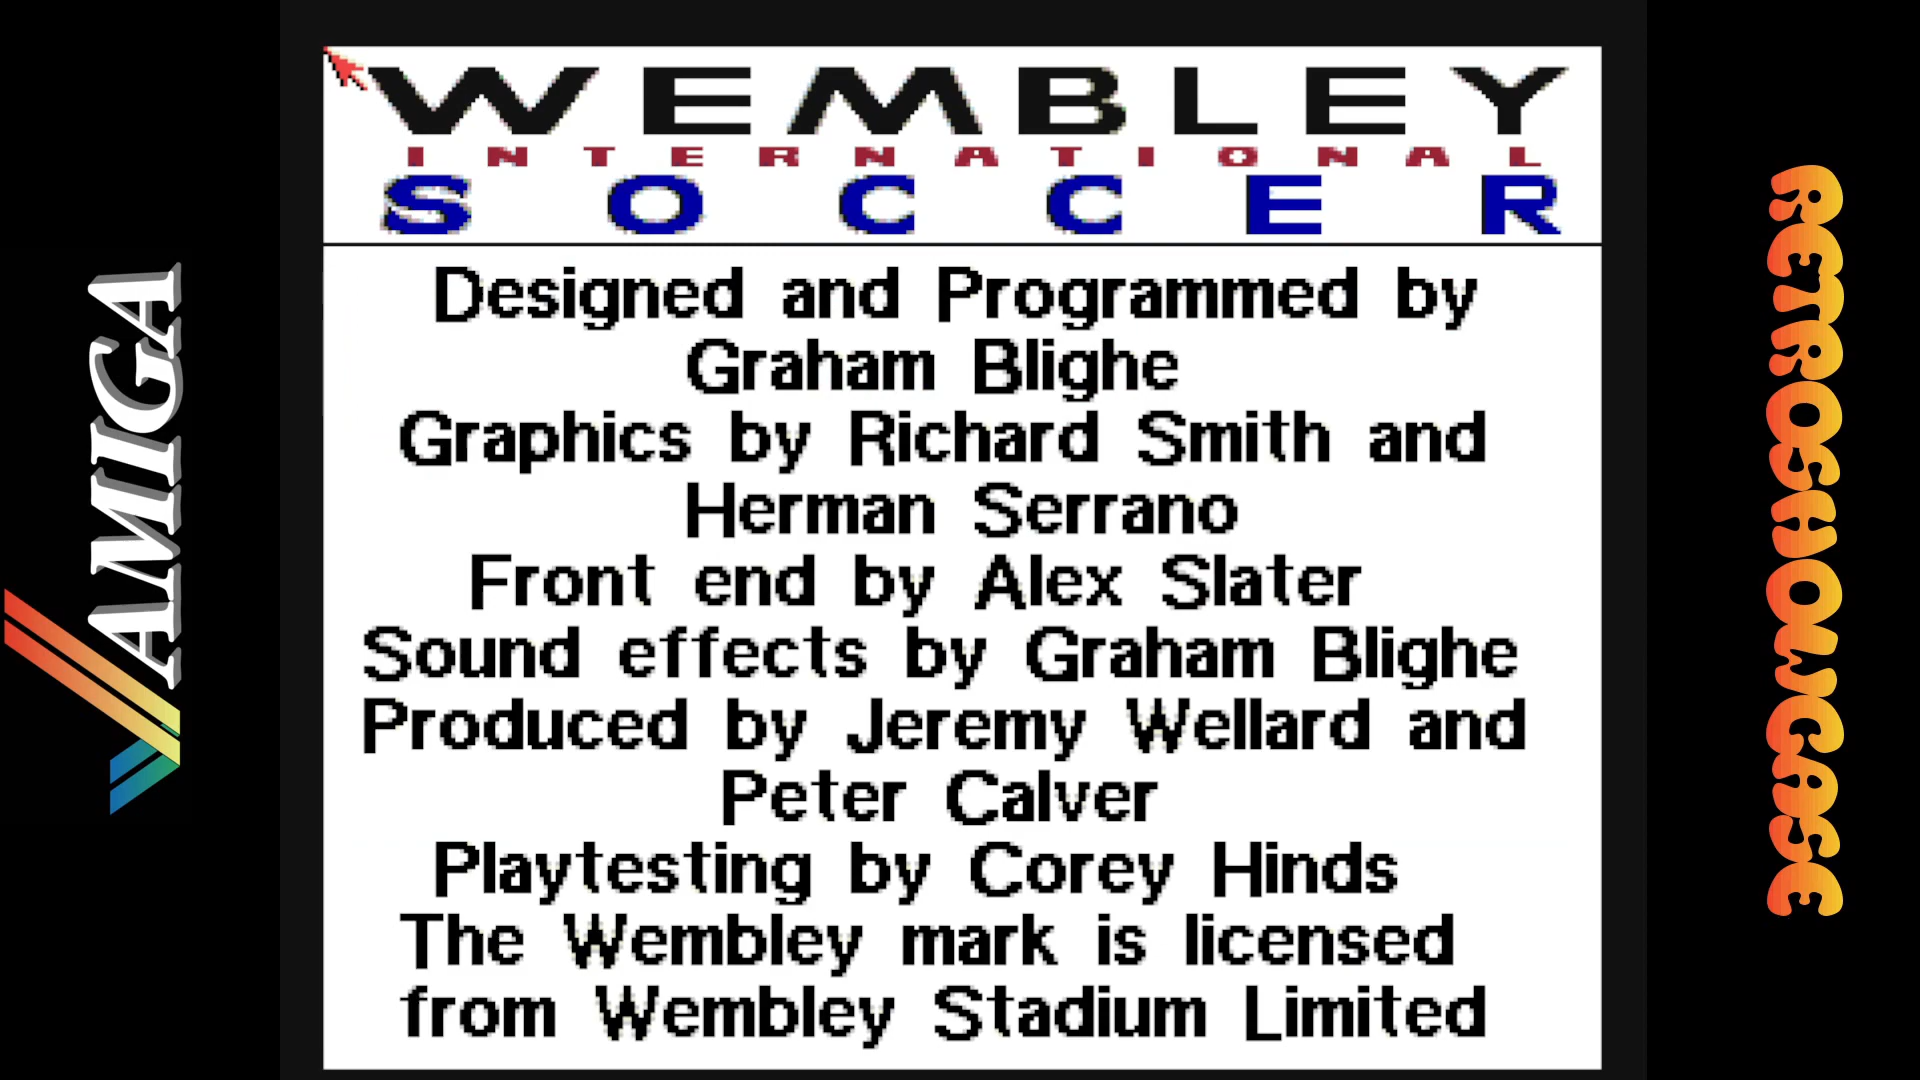 WEMBLEY
INTERNATIONAL
SOCCER
Designed and Programmed by
Graham Blighe
Graphics by Richard Smith and
Herman Serrano
Front end by Alex Slater
Sound effects by Graham Blighe
Produced by Jeremy Wellard and
Peter Calver
Playtesting by Corey Hinds
The Wembley mark is licensed
from Wembley Stadium Limited
AMIGA
RETROSHOWCASE